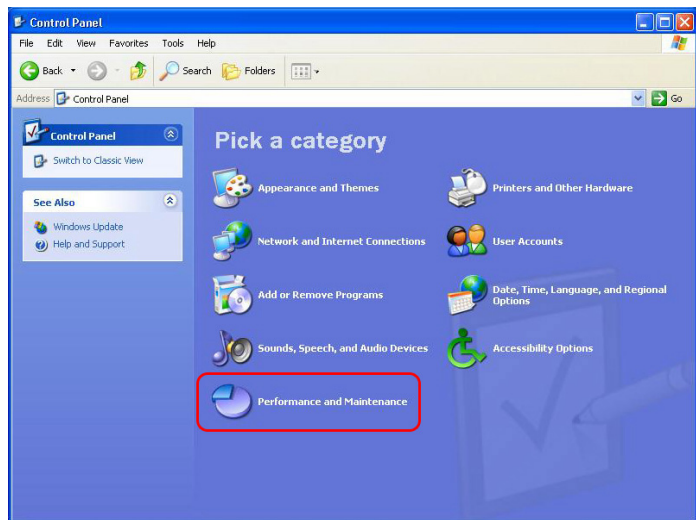 Control Panel
File Edit View Favorites Tools Help
Back Search Folders
Address Control Panel Go
Control Panel
Switch to Classic View
See Also
Windows Update
Help and Support
Pick a category
Appearance and Themes
Printers and Other Hardware
Network and Internet Connections
User Accounts
Add or Remove Programs
Date, Time, Language, and Regional
Options
Sounds, Speech, and Audio Devices
Accessibility Options
Performance and Maintenance